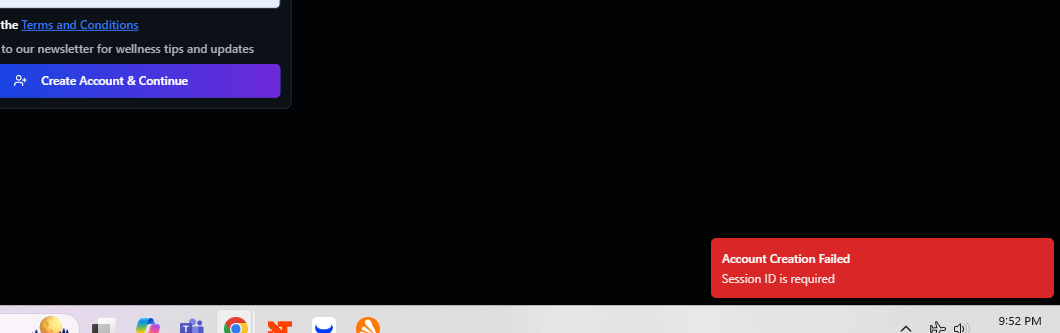 the Terms and Conditions
to our newsletter for wellness tips and updates
Create Account & Continue
Account Creation Failed
Session ID is required
9:52 PM